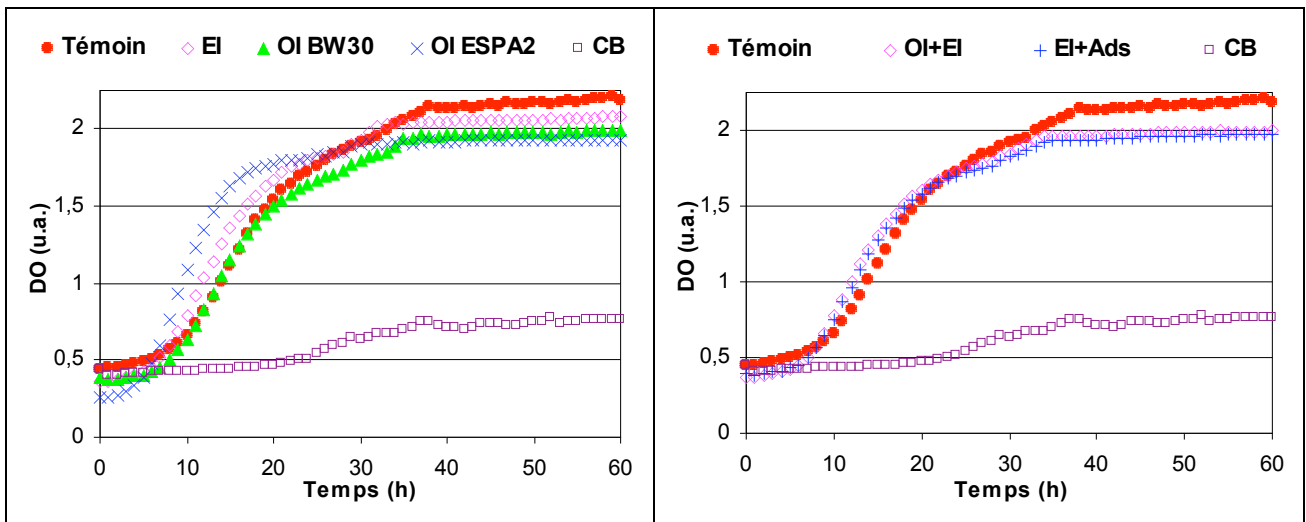 Témoin EI OI BW30 OI ESPA2 CB
DO (u.a.)
2
1,5
1
0,5
0
0 10 20 30 40 50 60
Temps (h)
Témoin OI+EI EI+Ads CB
DO (u.a.)
2
1,5
1
0,5
0
0 10 20 30 40 50 60
Temps (h)